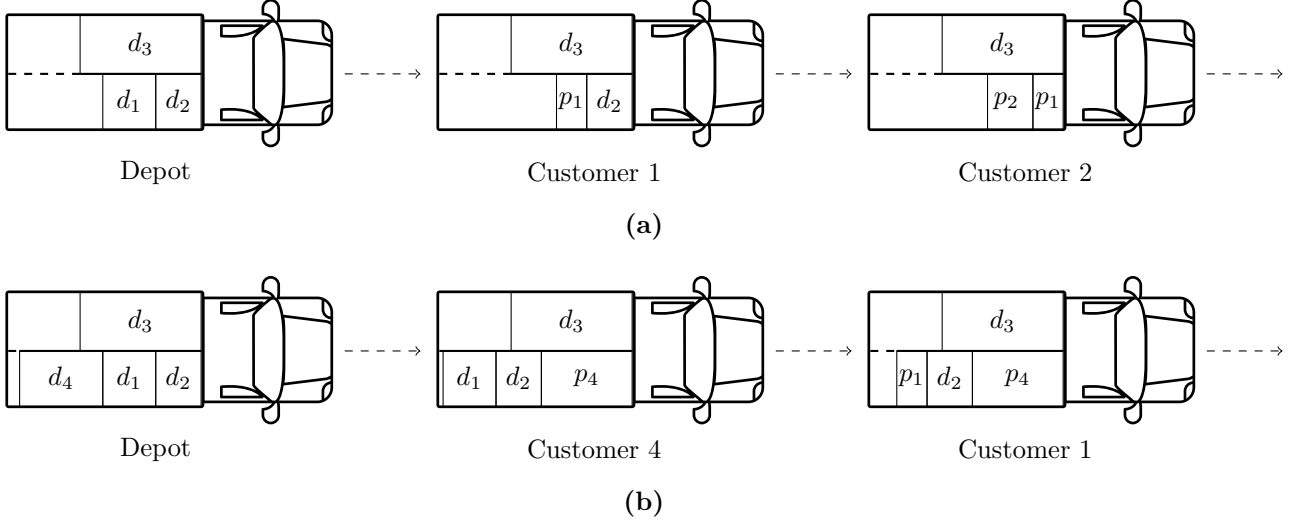 d₃ d₃ d₃
d₁ d₂ p₁ d₂ p₂ p₁
Depot Customer 1 Customer 2
(a)
d₃ d₃ d₃
d₄ d₁ d₂ d₁ d₂ p₄ p₁ d₂ p₄
Depot Customer 4 Customer 1
(b)